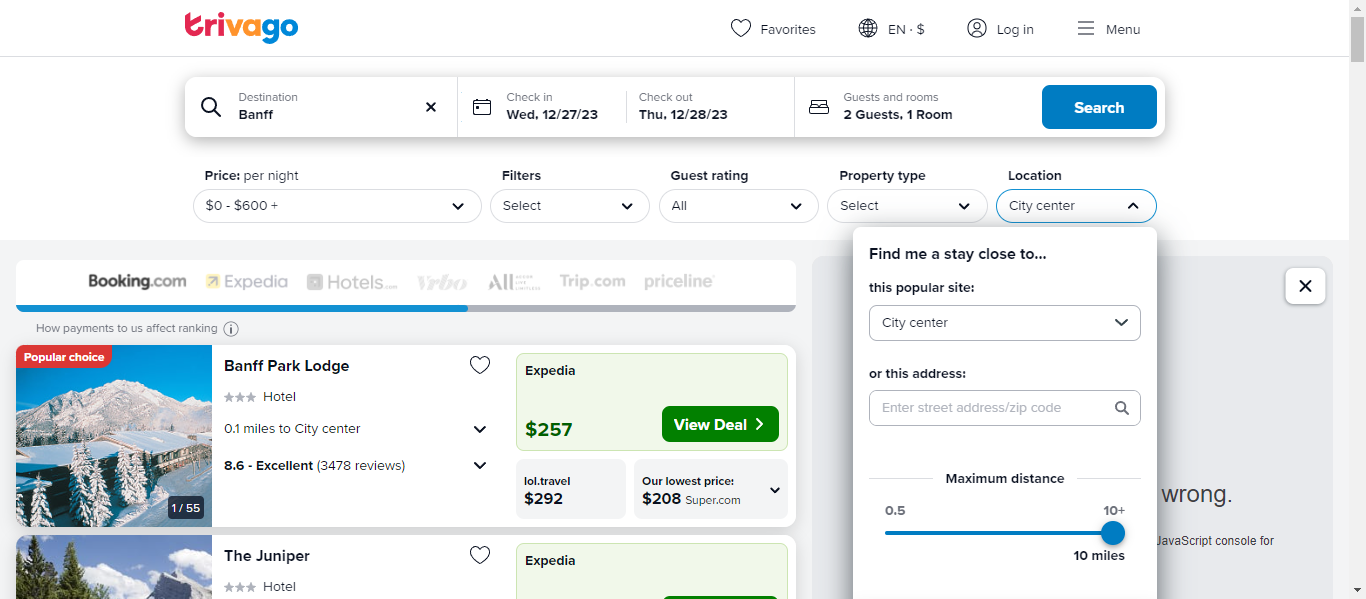 trivago
Favorites
EN · $
Log in
Menu
Destination
Banff
Check in
Wed, 12/27/23
Check out
Thu, 12/28/23
Guests and rooms
2 Guests, 1 Room
Search
Price: per night
$0 - $600 +
Filters
Select
Guest rating
All
Property type
Select
Location
City center
Booking.com
Expedia
Hotels.com
Vrbo
ALL
Trip.com
priceline
How payments to us affect ranking
Popular choice
1 / 55
Banff Park Lodge
Hotel
0.1 miles to City center
8.6 - Excellent (3478 reviews)
Expedia
$257
View Deal
lol.travel
$292
Our lowest price:
$208 Super.com
The Juniper
Hotel
Expedia
Find me a stay close to...
this popular site:
City center
or this address:
Enter street address/zip code
Maximum distance
0.5
10+
10 miles
wrong.
JavaScript console for